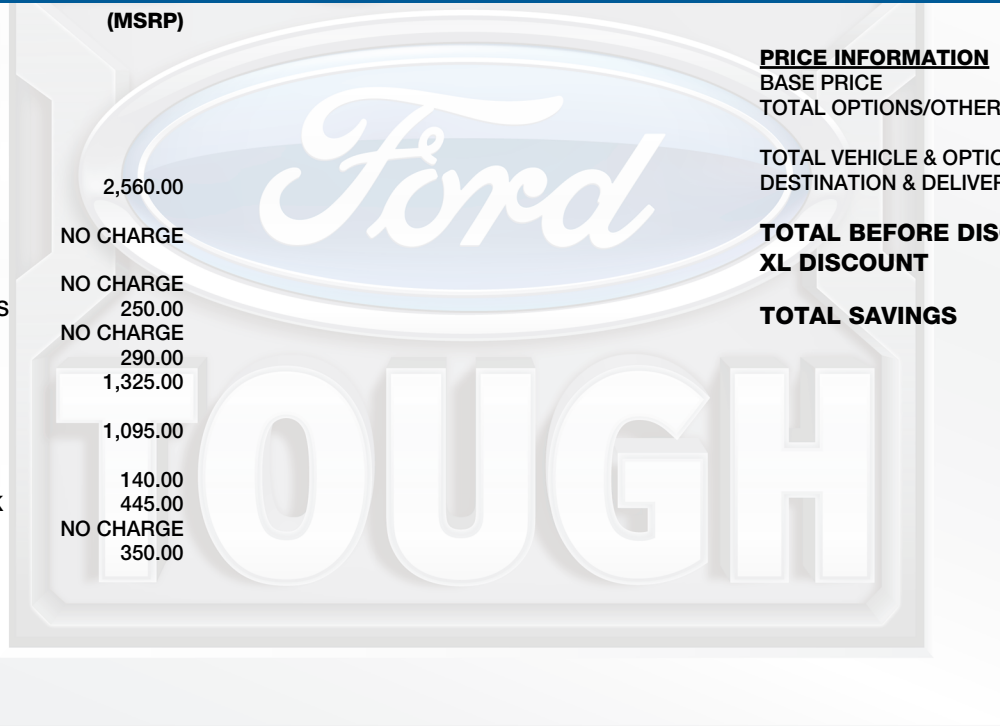 (MSRP)
2,560.00
NO CHARGE
NO CHARGE
S 250.00
NO CHARGE
290.00
1,325.00
1,095.00
140.00
K 445.00
NO CHARGE
350.00
PRICE INFORMATION
BASE PRICE
TOTAL OPTIONS/OTHER
TOTAL VEHICLE & OPTIO
DESTINATION & DELIVER
TOTAL BEFORE DISC
XL DISCOUNT
TOTAL SAVINGS
Ford
TOUGH